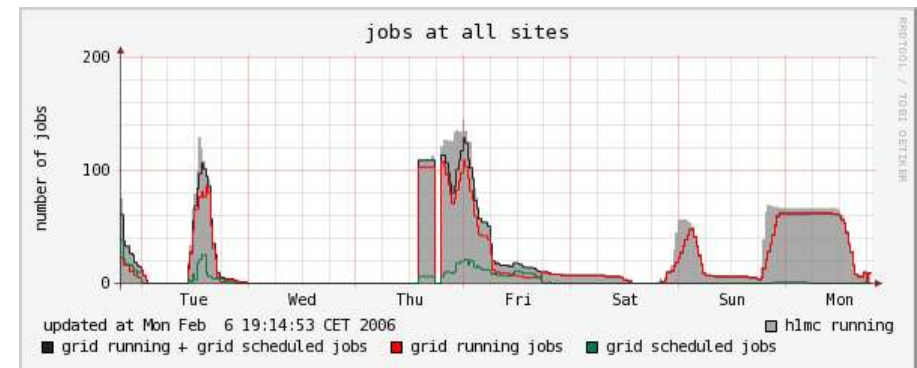 jobs at all sites
RRDTOOL / TOBI OETIKER
number of jobs
200
100
0
Tue Wed Thu Fri Sat Sun Mon
updated at Mon Feb  6 19:14:53 CET 2006
h1mc running
grid running + grid scheduled jobs
grid running jobs
grid scheduled jobs